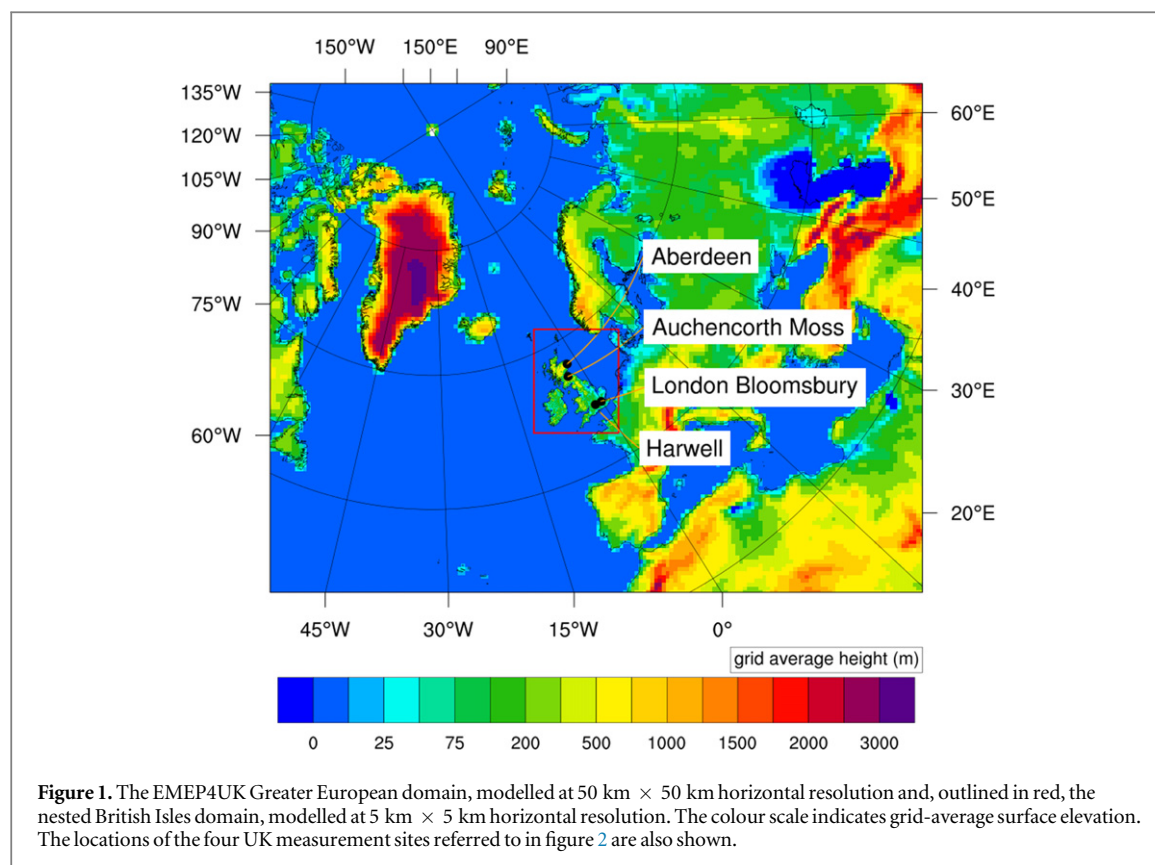 150°W 150°E 90°E
135°W
120°W
105°W
90°W
75°W
60°W
60°E
50°E
40°E
30°E
20°E
Aberdeen
Auchencorth Moss
London Bloomsbury
Harwell
45°W 30°W 15°W 0°
grid average height (m)
0 25 75 200 500 1000 1500 2000 3000
Figure 1. The EMEP4UK Greater European domain, modelled at 50 km × 50 km horizontal resolution and, outlined in red, the
nested British Isles domain, modelled at 5 km × 5 km horizontal resolution. The colour scale indicates grid-average surface elevation.
The locations of the four UK measurement sites referred to in figure 2 are also shown.